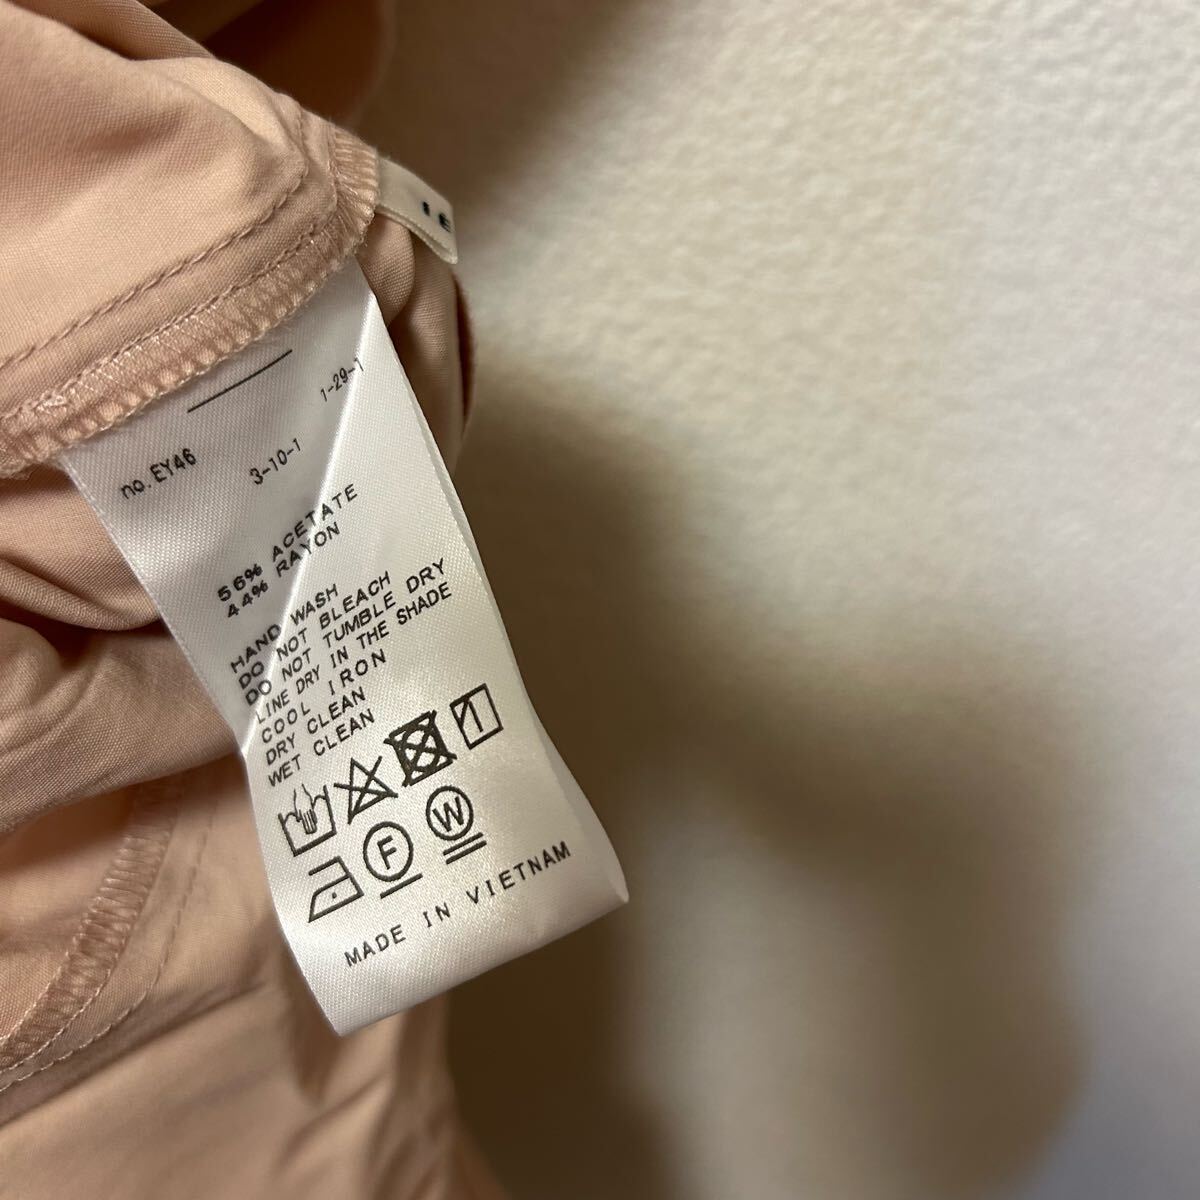 1-29-1
no.EY46 3-10-1
56% ACETATE
44% RAYON
HAND WASH
DO NOT BLEACH
DO NOT TUMBLE DRY
LINE DRY IN THE SHADE
COOL IRON
DRY CLEAN
WET CLEAN
F W
MADE IN VIETNAM